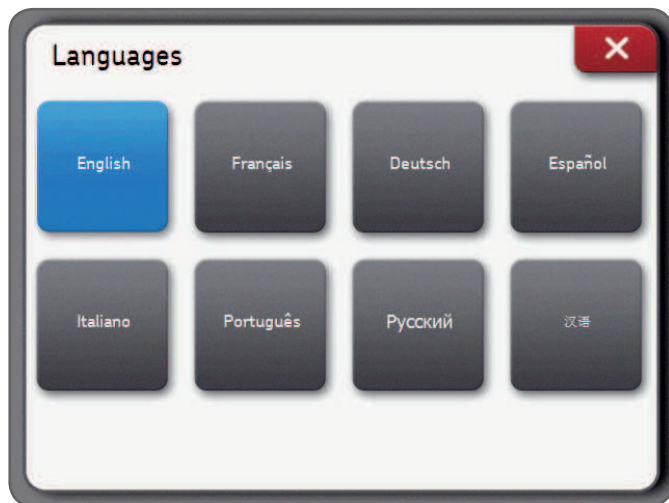 Languages
English Français Deutsch Español
Italiano Português Русский 汉语